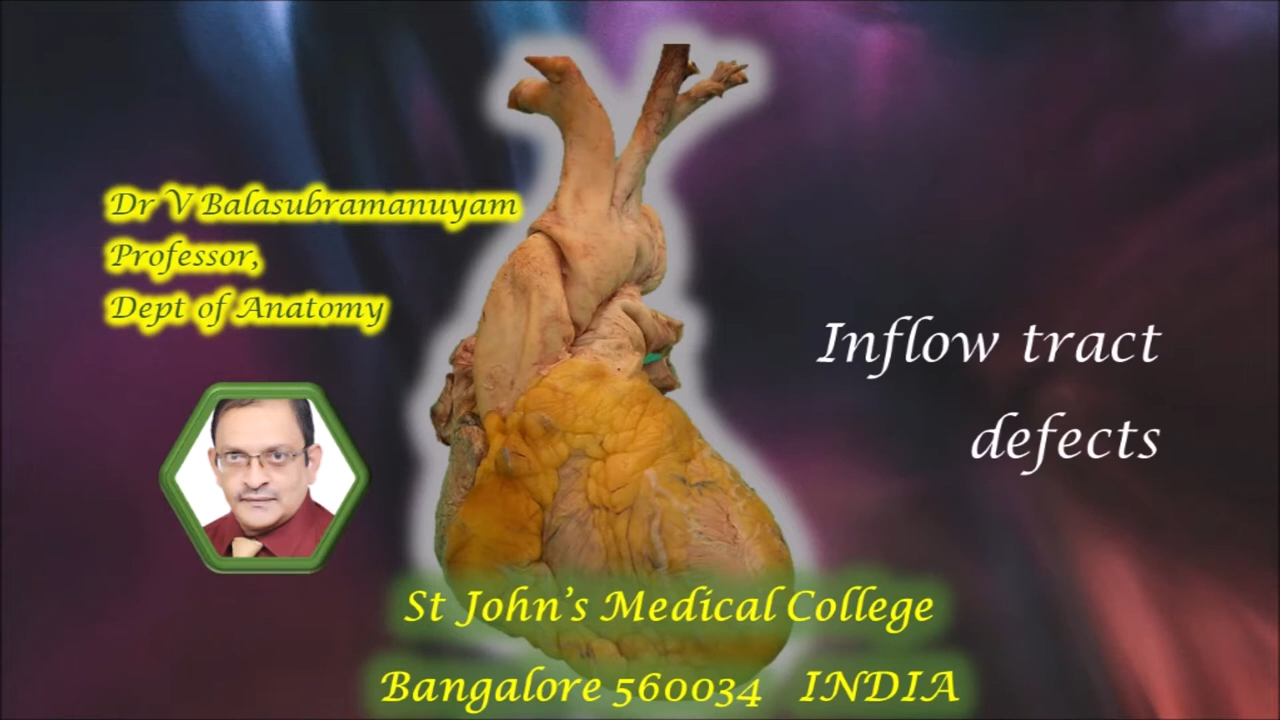 Dr V Balasubramanuyam
Professor,
Dept of Anatomy
Inflow tract
defects
St John's Medical College
Bangalore 560034 INDIA